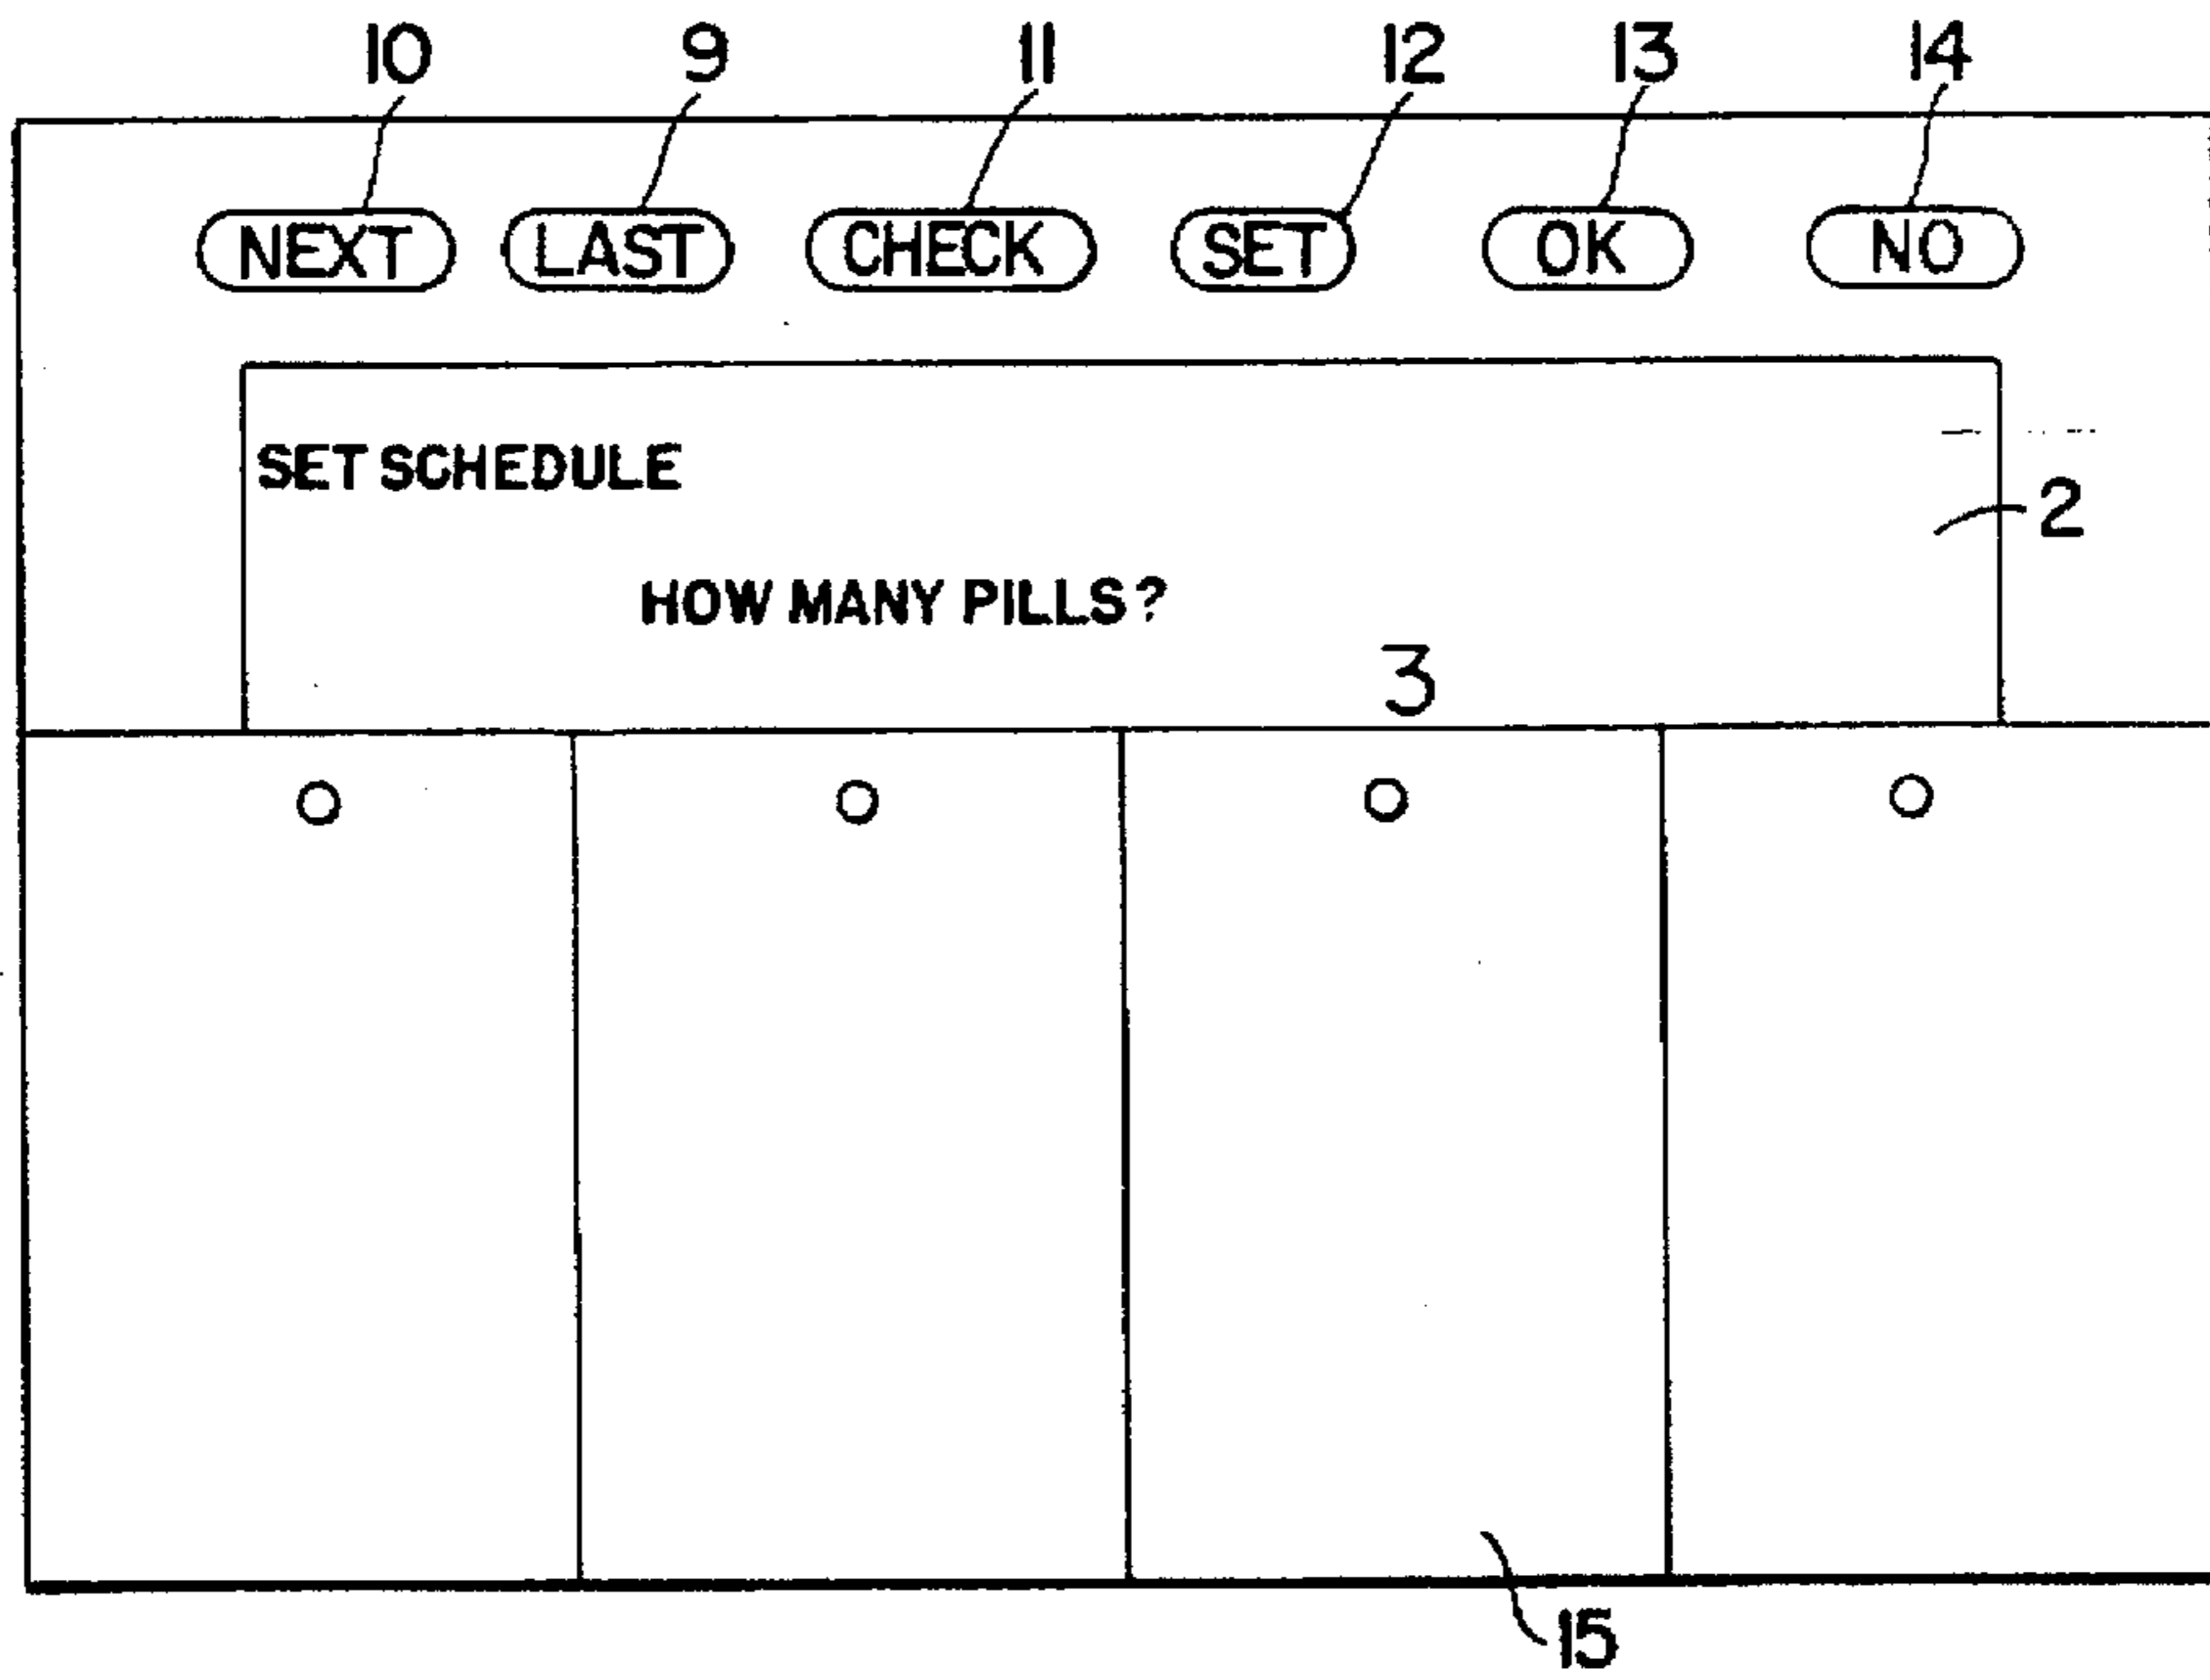 10 9 11 12 13 14
NEXT LAST CHECK SET OK NO
SET SCHEDULE
2
HOW MANY PILLS?
3
15